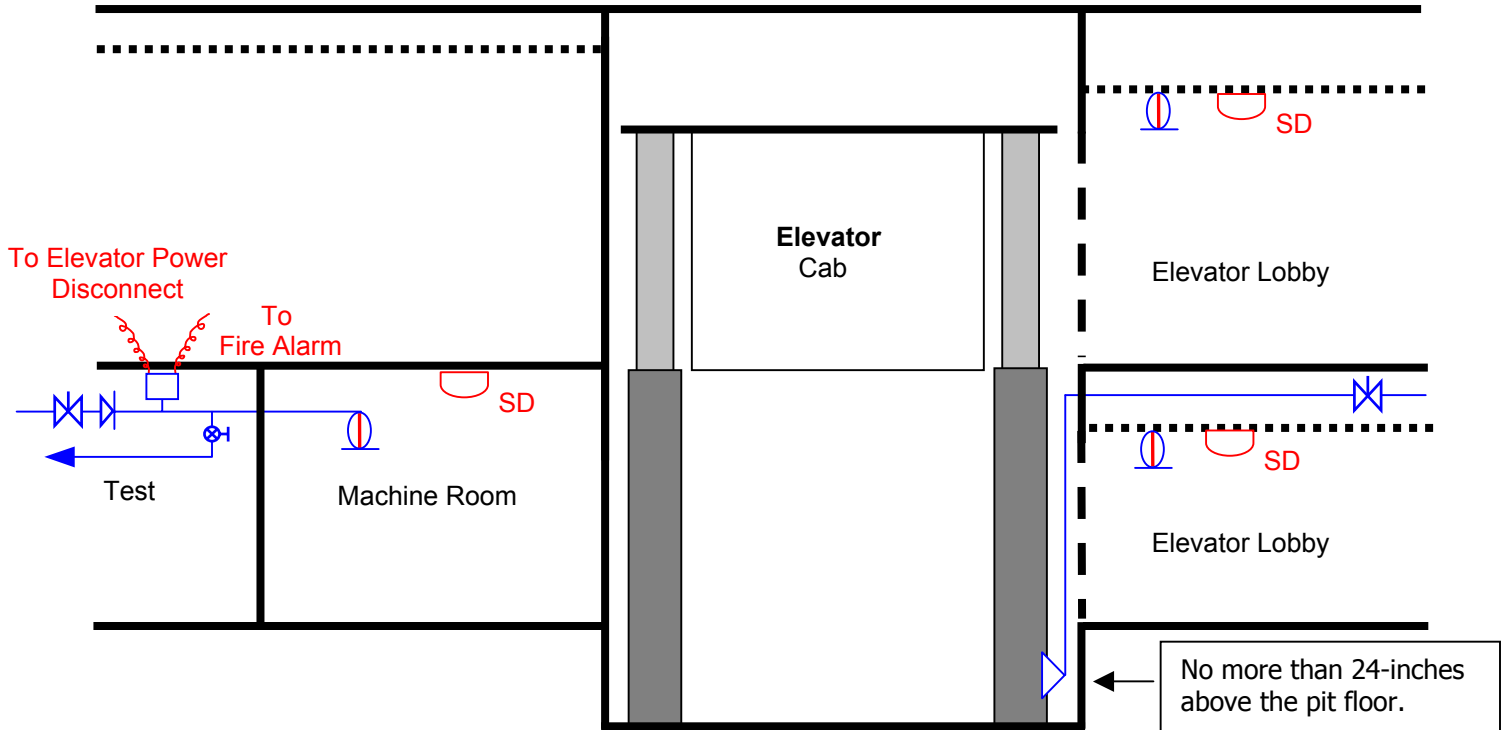 SD
Elevator
Cab
To Elevator Power
Disconnect
Elevator Lobby
To
Fire Alarm
SD
SD
Test
Machine Room
Elevator Lobby
No more than 24-inches
above the pit floor.